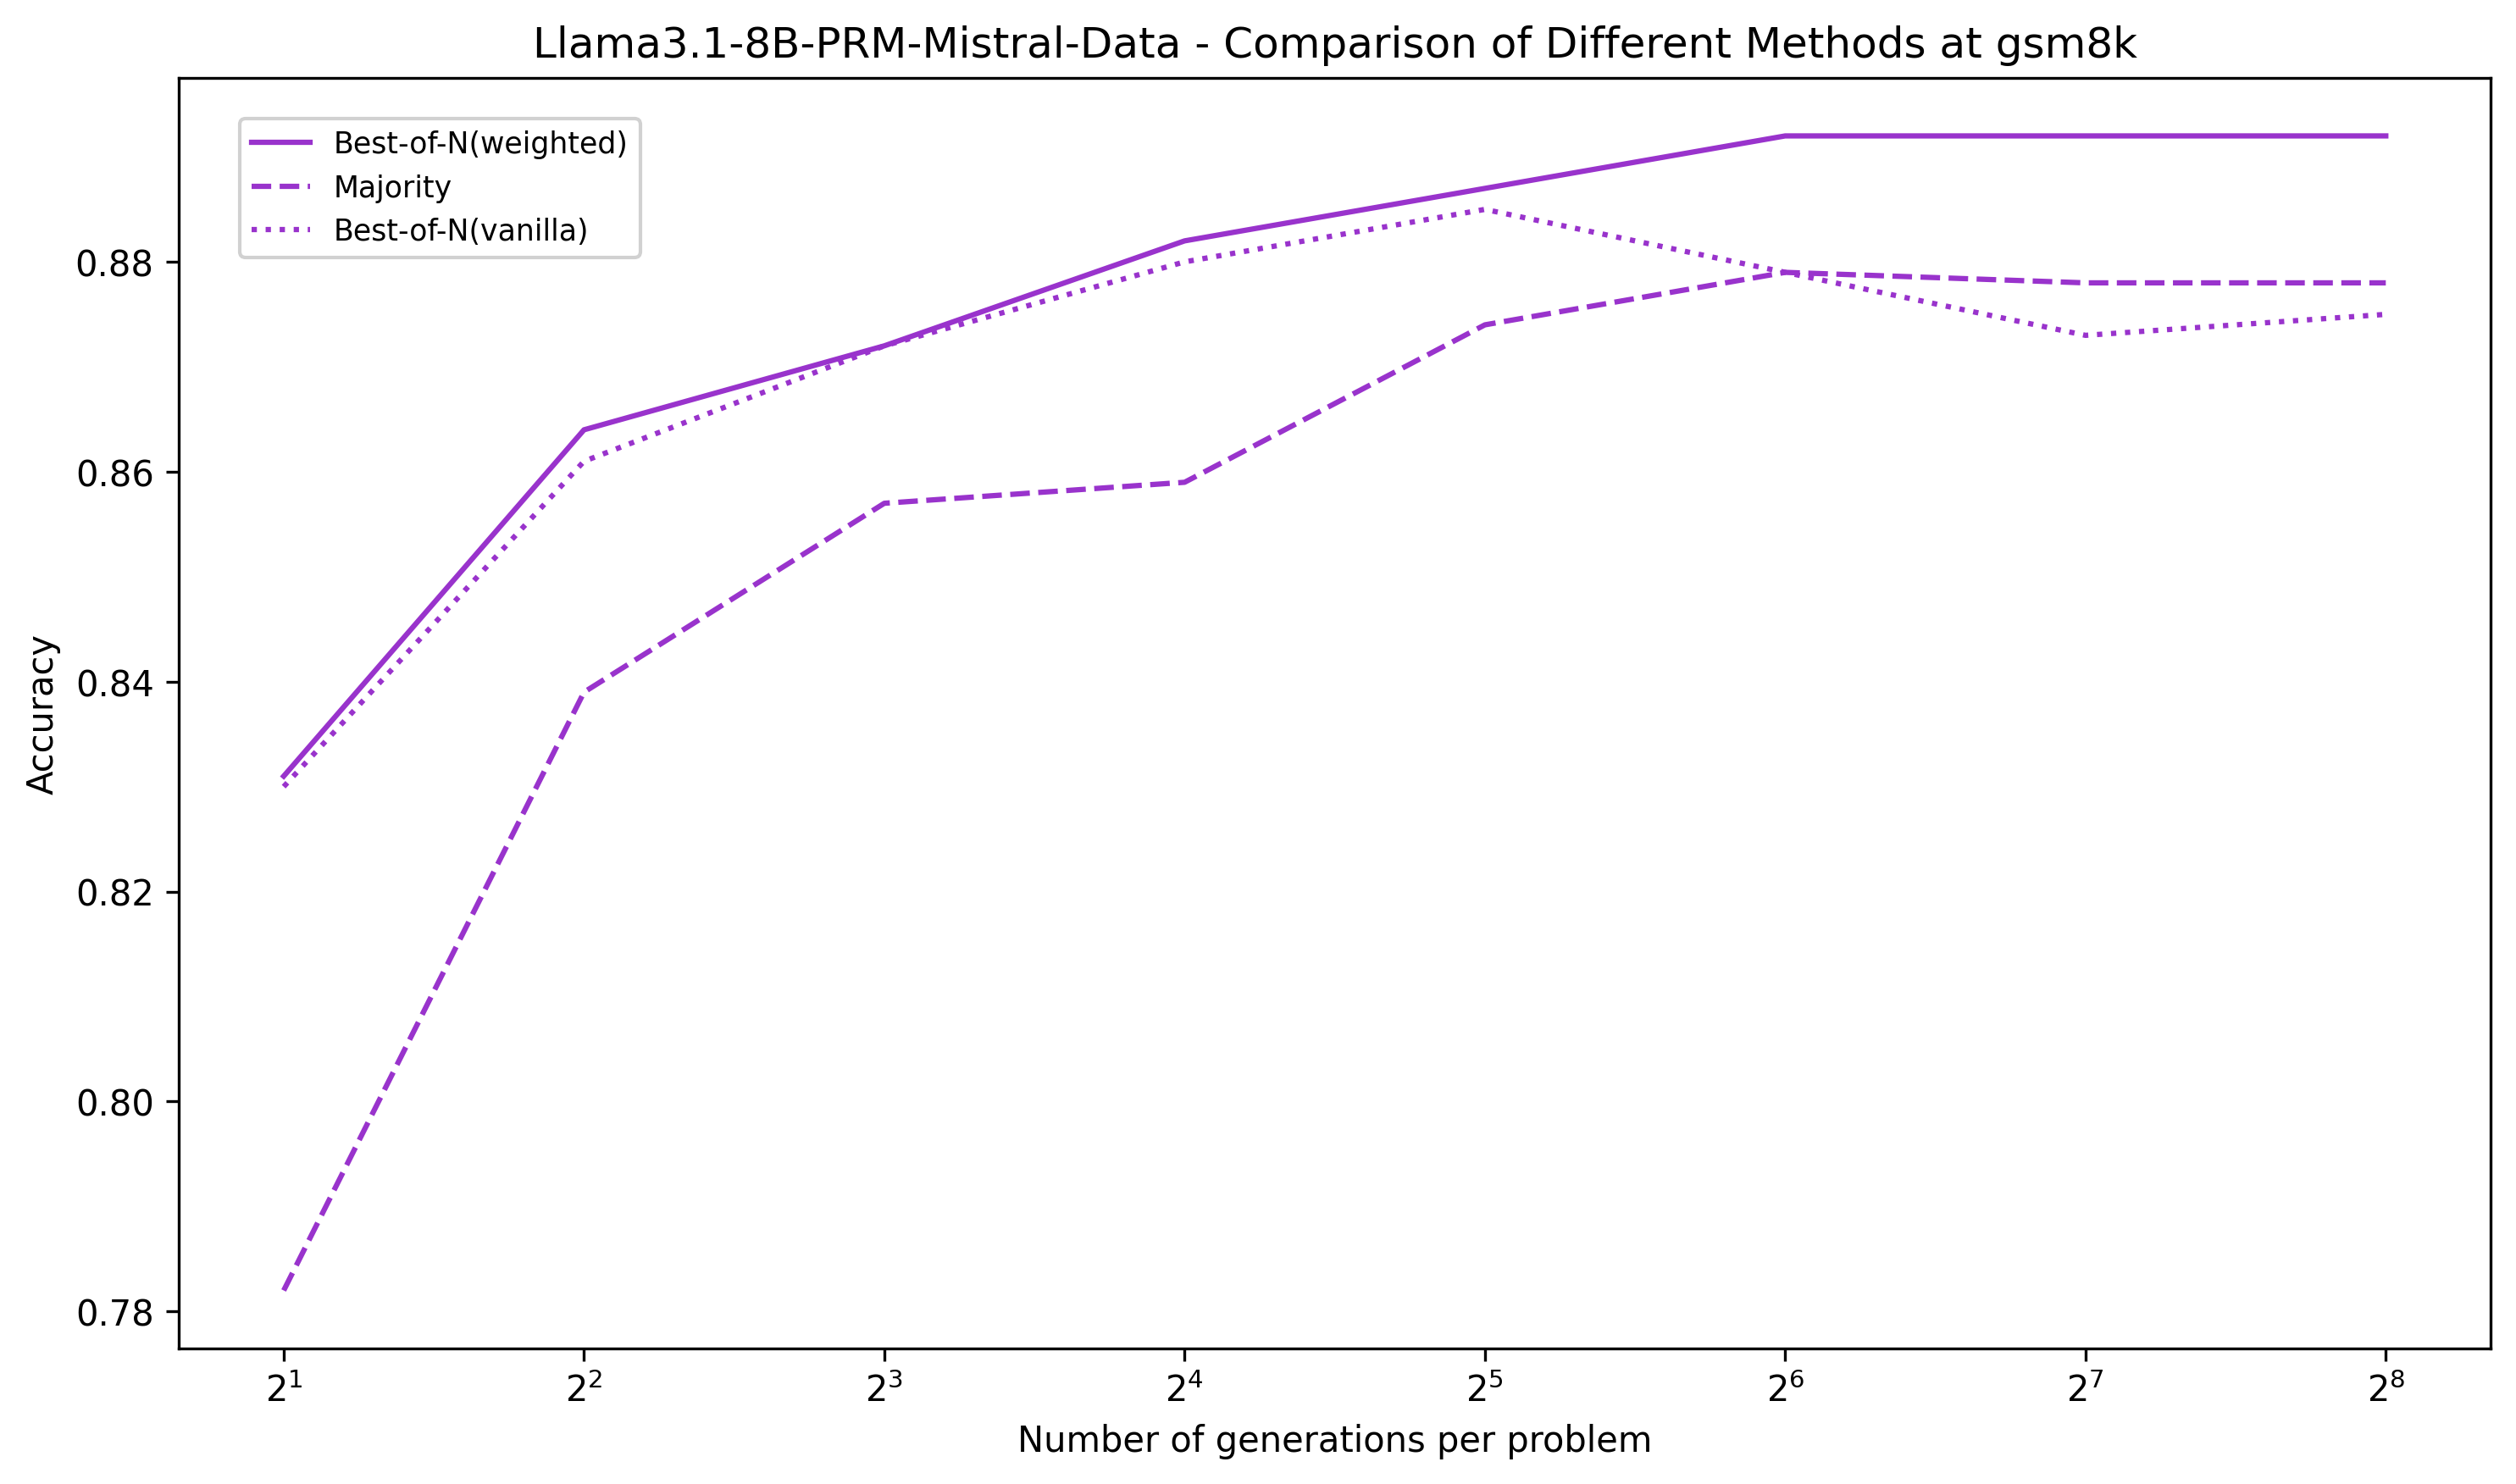 Llama3.1-8B-PRM-Mistral-Data - Comparison of Different Methods at gsm8k
Best-of-N(weighted)
Majority
Best-of-N(vanilla)
Accuracy
0.88
0.86
0.84
0.82
0.80
0.78
2¹ 2² 2³ 2⁴ 2⁵ 2⁶ 2⁷ 2⁸
Number of generations per problem